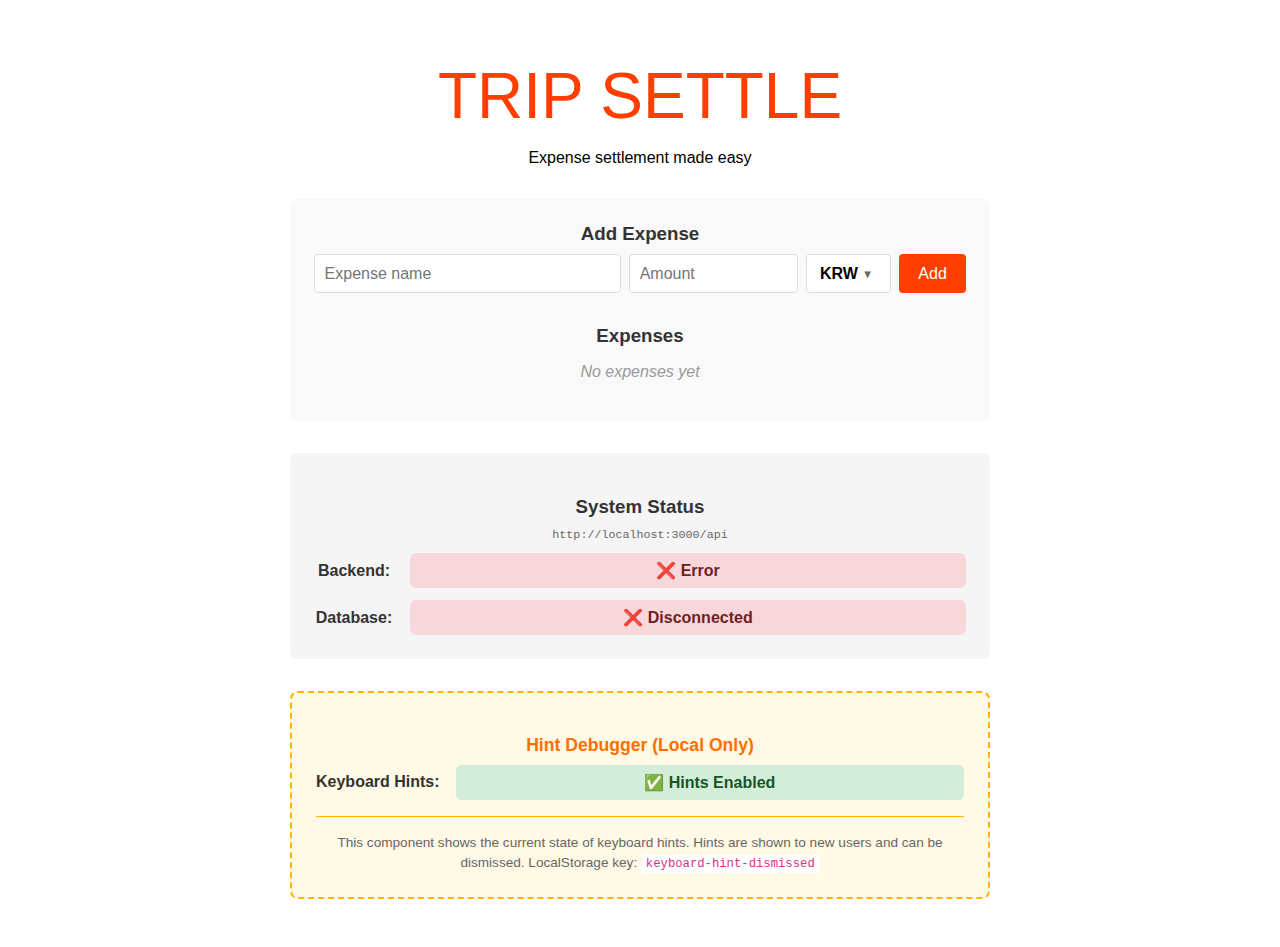 TRIP SETTLE
Expense settlement made easy
Add Expense
Expense name Amount KRW ▼ Add
Expenses
No expenses yet
System Status
http://localhost:3000/api
Backend: ❌ Error
Database: ❌ Disconnected
Hint Debugger (Local Only)
Keyboard Hints: ✅ Hints Enabled
This component shows the current state of keyboard hints. Hints are shown to new users and can be
dismissed. LocalStorage key: keyboard-hint-dismissed